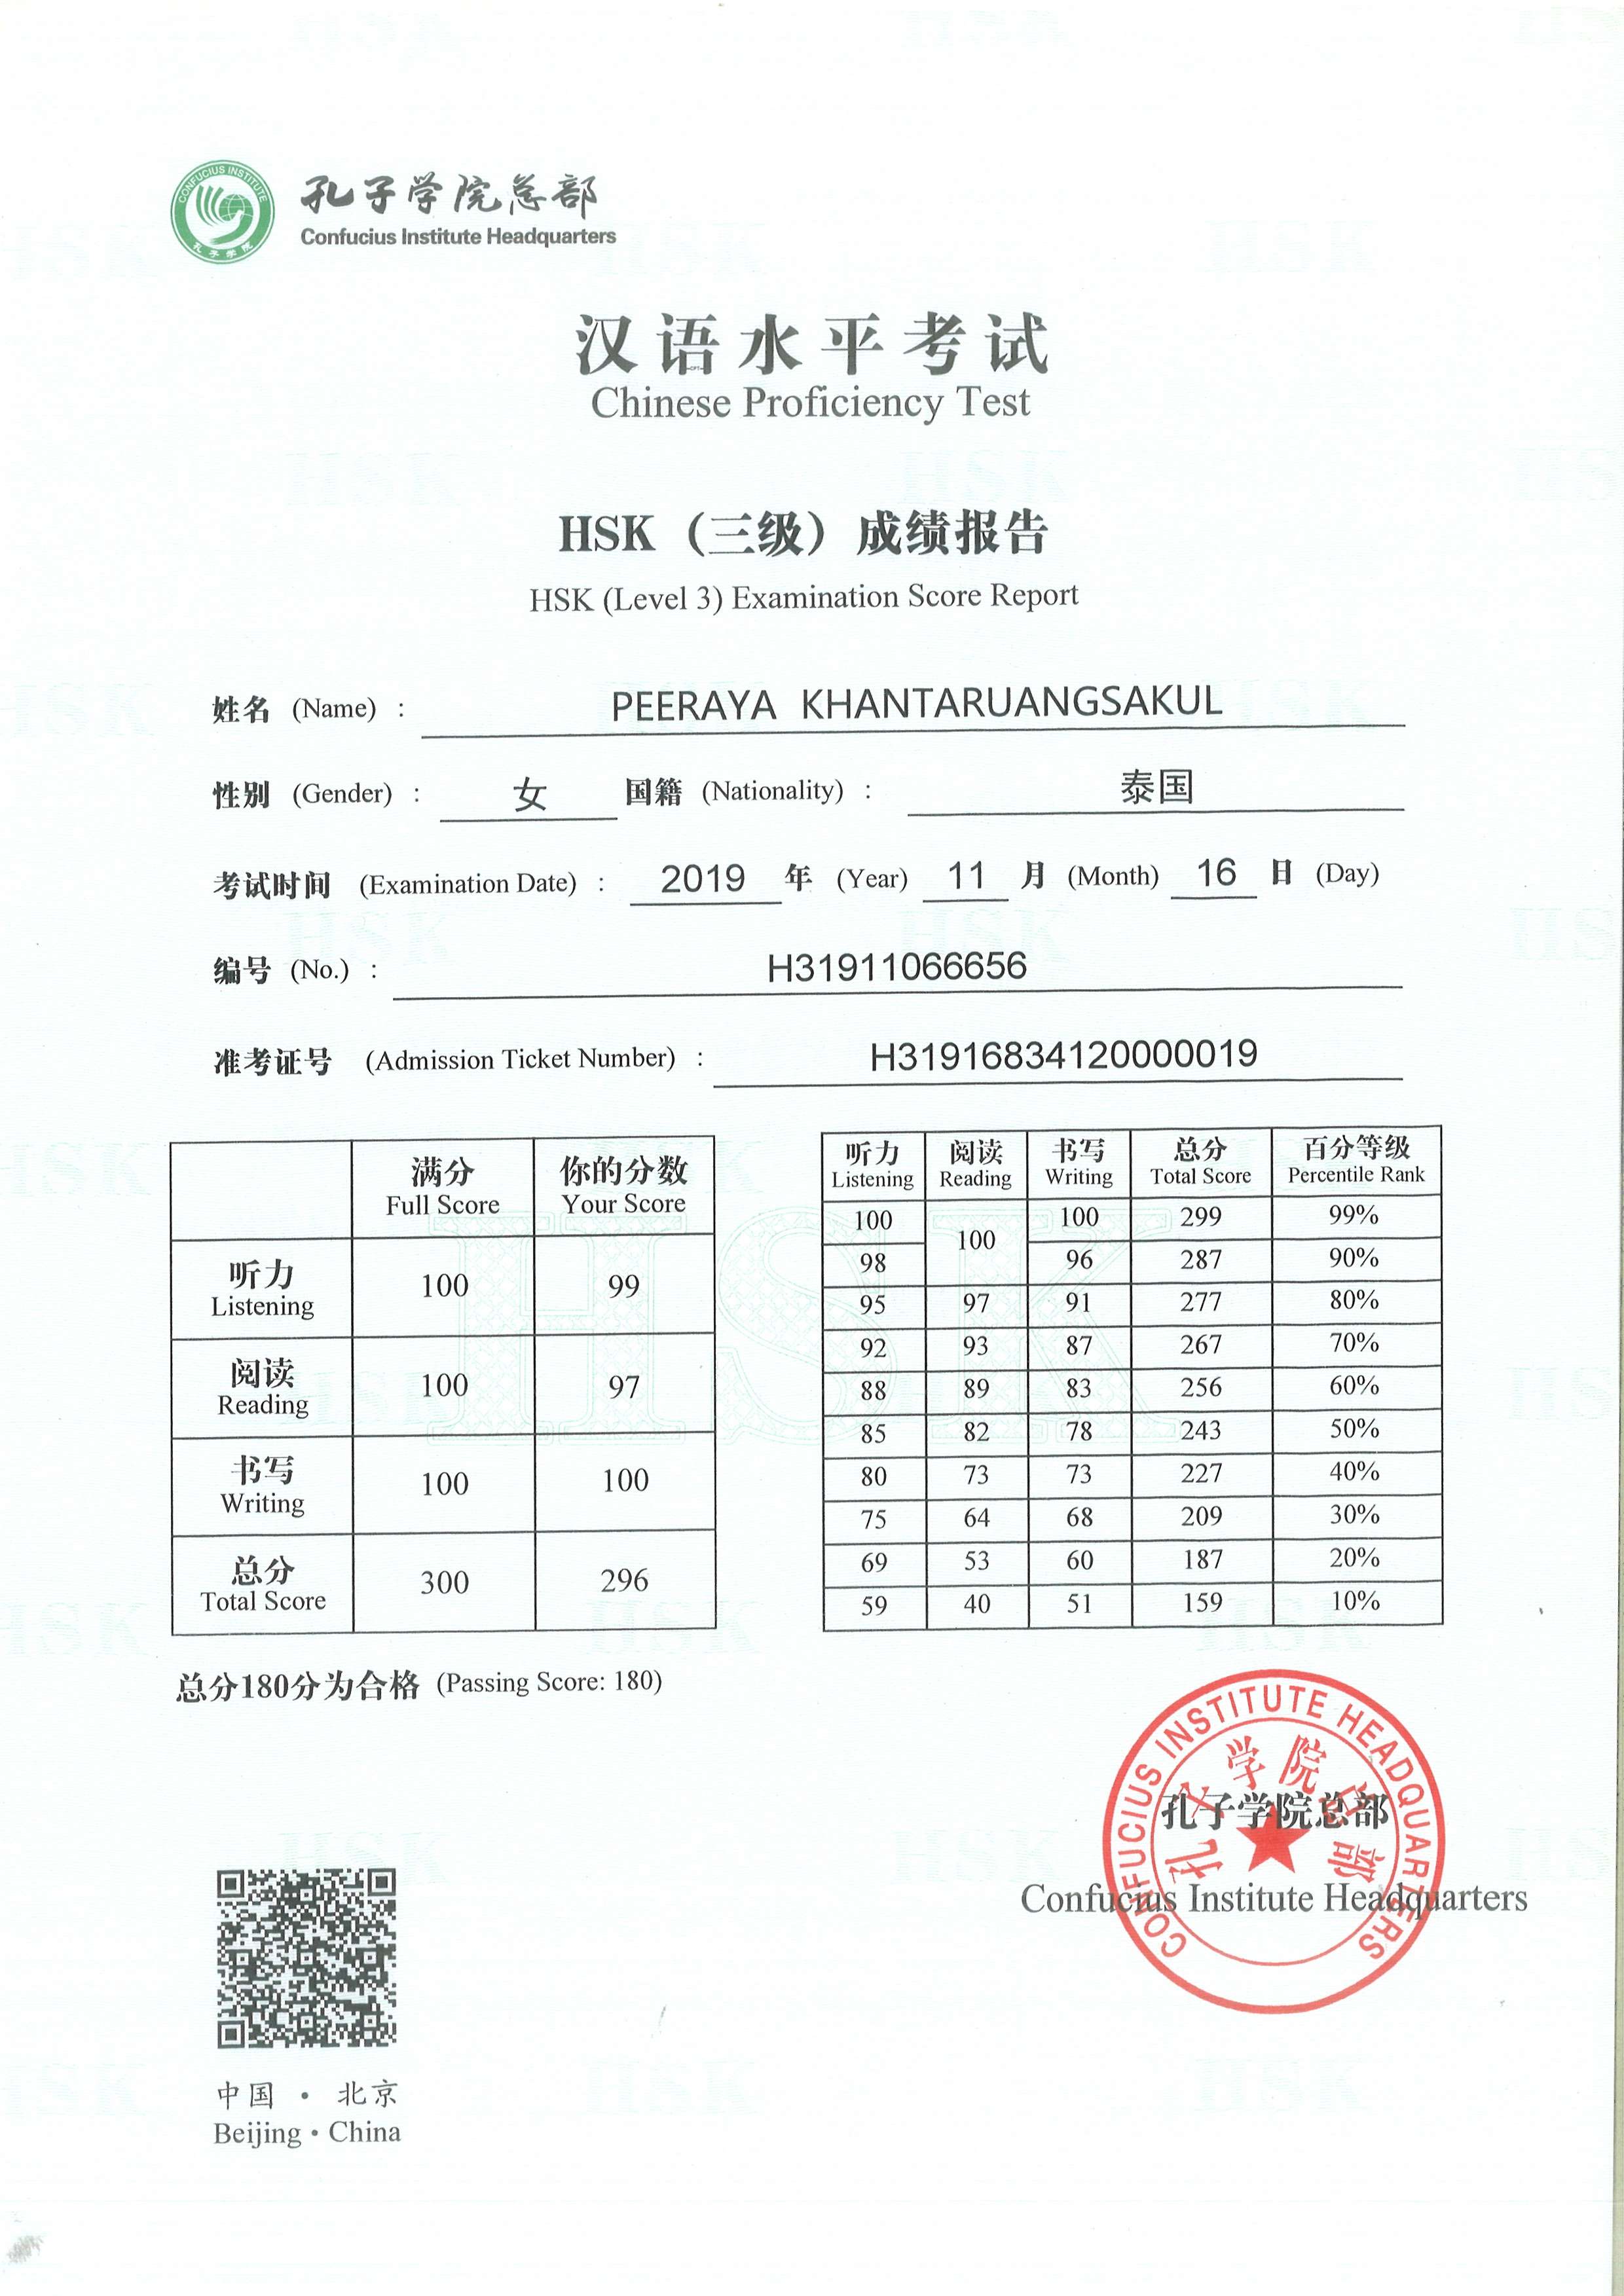 CONFUCIUS INSTITUTE
孔子学院
孔子学院总部
Confucius Institute Headquarters
汉语水平考试
Chinese Proficiency Test
HSK（三级）成绩报告
HSK (Level 3) Examination Score Report
姓名 (Name) : PEERAYA KHANTARUANGSAKUL
性别 (Gender) : 女 国籍 (Nationality) : 泰国
考试时间 (Examination Date) : 2019 年 (Year) 11 月 (Month) 16 日 (Day)
编号 (No.) : H31911066656
准考证号 (Admission Ticket Number) : H31916834120000019
满分 你的分数
Full Score Your Score
听力
Listening 100 99
阅读
Reading 100 97
书写
Writing 100 100
总分
Total Score 300 296
听力 阅读 书写 总分 百分等级
Listening Reading Writing Total Score Percentile Rank
100 100 100 299 99%
98 96 287 90%
95 97 91 277 80%
92 93 87 267 70%
88 89 83 256 60%
85 82 78 243 50%
80 73 73 227 40%
75 64 68 209 30%
69 53 60 187 20%
59 40 51 159 10%
总分180分为合格 (Passing Score: 180)
CONFUCIUS INSTITUTE HEADQUARTERS
孔子学院总部
孔子学院总部
Confucius Institute Headquarters
中国 · 北京
Beijing · China
HSK